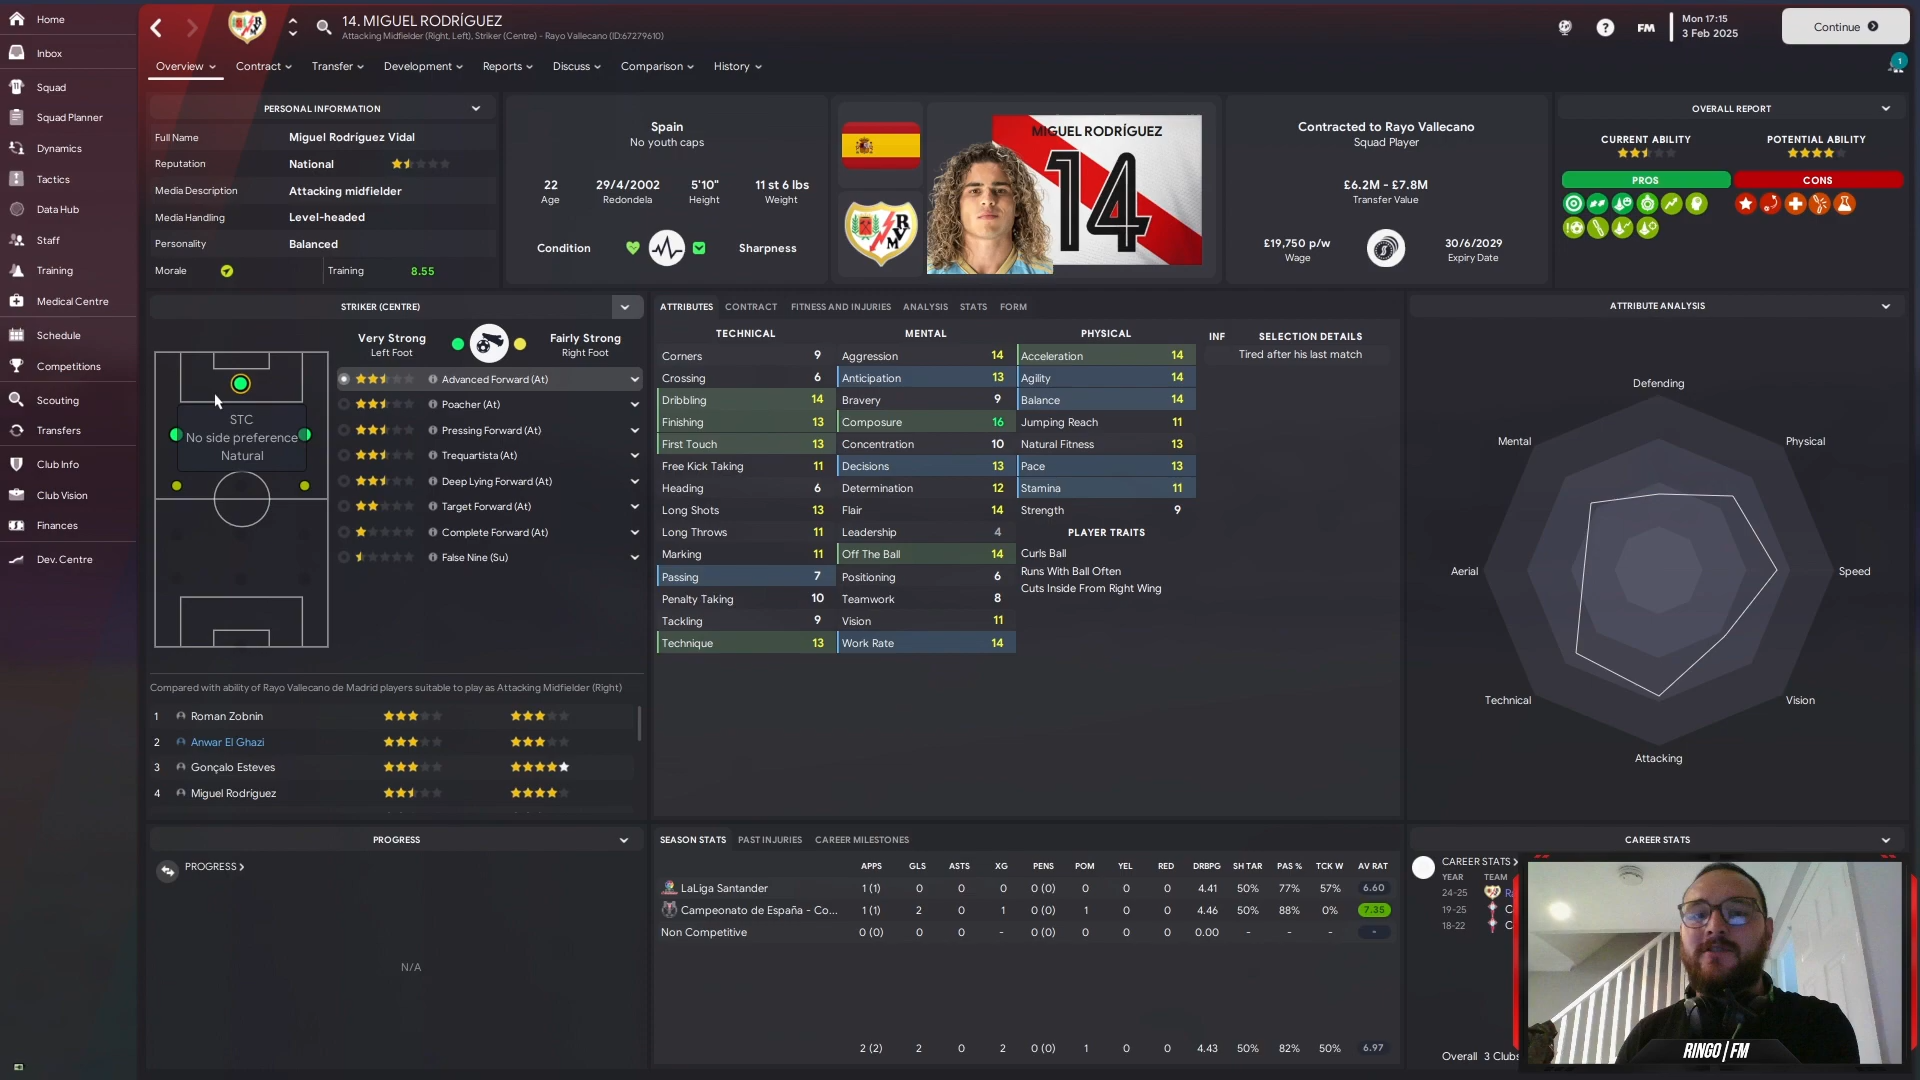 Home
Inbox
Squad
Squad Planner
Dynamics
Tactics
Data Hub
Staff
Training
Medical Centre
Schedule
Competitions
Scouting
Transfers
Club Info
Club Vision
Finances
Dev. Centre
14. MIGUEL RODRÍGUEZ
Attacking Midfielder (Right, Left), Striker (Centre) - Rayo Vallecano (ID:67279610)
FM
Mon 17:15
3 Feb 2025
Continue
Overview Contract Transfer Development Reports Discuss Comparison History
1
PERSONAL INFORMATION
Full Name Miguel Rodríguez Vidal
Reputation National
Media Description Attacking midfielder
Media Handling Level-headed
Personality Balanced
Morale Training 8.55
Spain
No youth caps
22 29/4/2002 5'10" 11 st 6 lbs
Age Redondela Height Weight
Condition Sharpness
MIGUEL RODRÍGUEZ
14
Contracted to Rayo Vallecano
Squad Player
£6.2M - £7.8M
Transfer Value
£19,750 p/w 30/6/2029
Wage Expiry Date
OVERALL REPORT
CURRENT ABILITY POTENTIAL ABILITY
PROS CONS
STRIKER (CENTRE)
Very Strong Fairly Strong
Left Foot Right Foot
STC
No side preference
Natural
Advanced Forward (At)
Poacher (At)
Pressing Forward (At)
Trequartista (At)
Deep Lying Forward (At)
Target Forward (At)
Complete Forward (At)
False Nine (Su)
Compared with ability of Rayo Vallecano de Madrid players suitable to play as Attacking Midfielder (Right)
1 Roman Zobnin
2 Anwar El Ghazi
3 Gonçalo Esteves
4 Miguel Rodríguez
ATTRIBUTES CONTRACT FITNESS AND INJURIES ANALYSIS STATS FORM
TECHNICAL MENTAL PHYSICAL
Corners 9 Aggression 14 Acceleration 14
Crossing 6 Anticipation 13 Agility 14
Dribbling 14 Bravery 9 Balance 14
Finishing 13 Composure 16 Jumping Reach 11
First Touch 13 Concentration 10 Natural Fitness 13
Free Kick Taking 11 Decisions 13 Pace 13
Heading 6 Determination 12 Stamina 11
Long Shots 13 Flair 14 Strength 9
Long Throws 11 Leadership 4 PLAYER TRAITS
Marking 11 Off The Ball 14 Curls Ball
Passing 7 Positioning 6 Runs With Ball Often
Penalty Taking 10 Teamwork 8 Cuts Inside From Right Wing
Tackling 9 Vision 11
Technique 13 Work Rate 14
INF SELECTION DETAILS
Tired after his last match
ATTRIBUTE ANALYSIS
Defending
Mental Physical
Aerial Speed
Technical Vision
Attacking
PROGRESS
PROGRESS >
N/A
SEASON STATS PAST INJURIES CAREER MILESTONES
APPS GLS ASTS XG PENS POM YEL RED DRBPG SH TAR PAS % TCK W AV RAT
LaLiga Santander 1 (1) 0 0 0 0 (0) 0 0 0 4.41 50% 77% 57% 6.60
Campeonato de España - Co... 1 (1) 2 0 1 0 (0) 1 0 0 4.46 50% 88% 0% 7.35
Non Competitive 0 (0) 0 0 - 0 (0) 0 0 0 0.00 - - - -
2 (2) 2 0 2 0 (0) 1 0 0 4.43 50% 82% 50% 6.97
CAREER STATS
CAREER STATS >
YEAR TEAM
24-25 R
19-25 C
18-22 C
Overall 3 Clubs
RINGO | FM